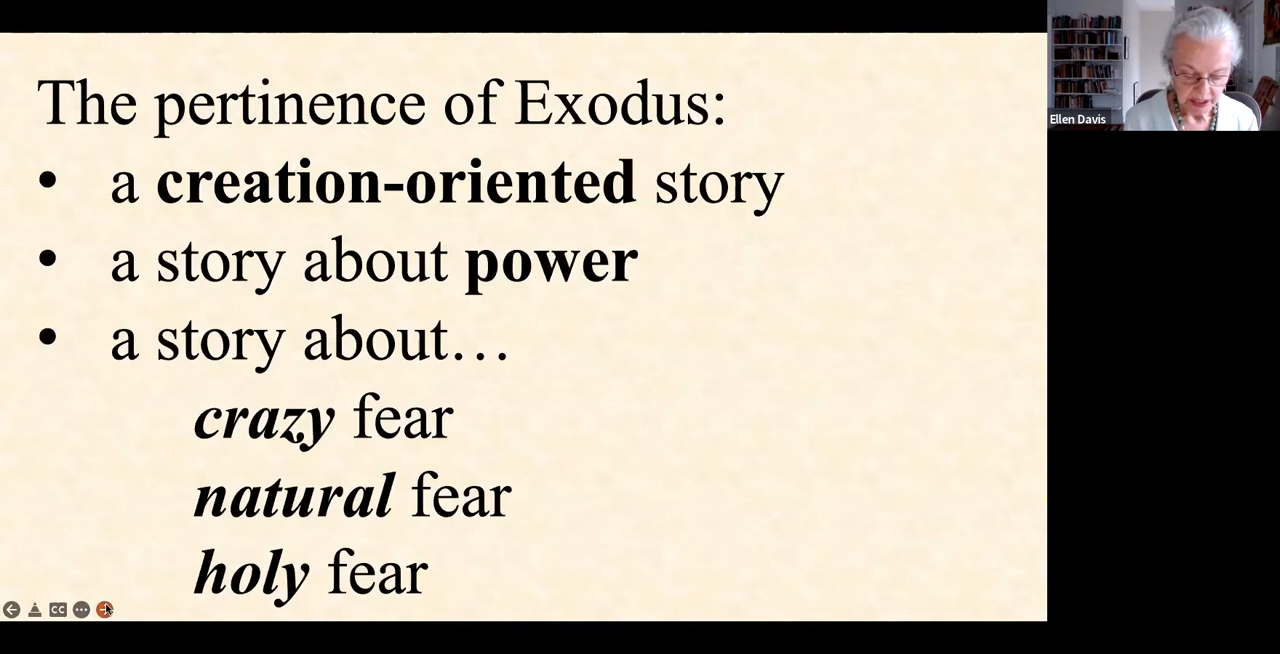 The pertinence of Exodus:
• a creation-oriented story
• a story about power
• a story about…
crazy fear
natural fear
holy fear
Ellen Davis
CC